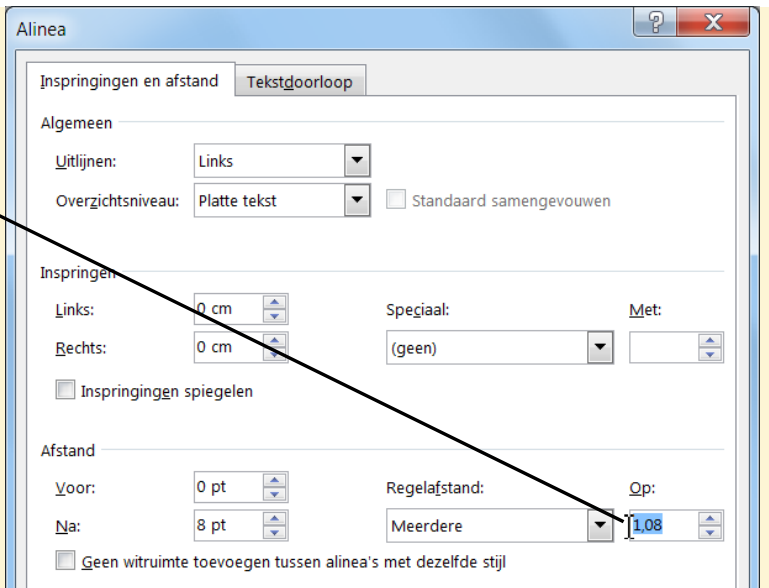 Alinea
Inspringingen en afstand Tekstdoorloop
Algemeen
Uitlijnen: Links
Overzichtsniveau: Platte tekst Standaard samengevouwen
Inspringen
Links: 0 cm Speciaal: Met:
Rechts: 0 cm (geen)
Inspringingen spiegelen
Afstand
Voor: 0 pt Regelafstand: Op:
Na: 8 pt Meerdere 1,08
Geen witruimte toevoegen tussen alinea's met dezelfde stijl